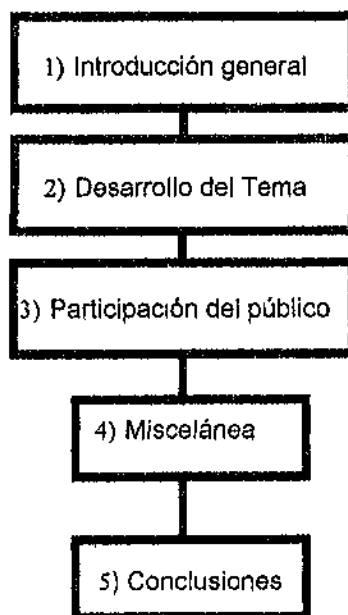 1) Introducción general
2) Desarrollo del Tema
3) Participación del público
4) Miscelánea
5) Conclusiones